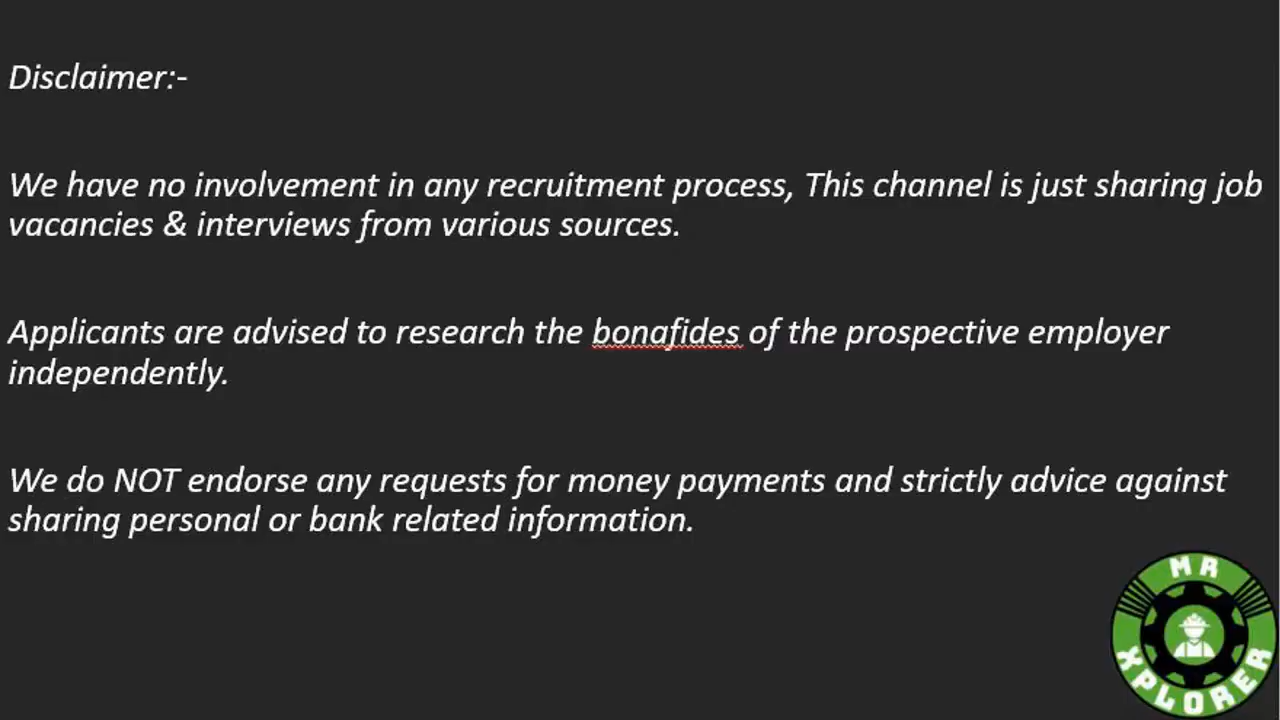 Disclaimer:-
We have no involvement in any recruitment process, This channel is just sharing job
vacancies & interviews from various sources.
Applicants are advised to research the bonafides of the prospective employer
independently.
We do NOT endorse any requests for money payments and strictly advice against
sharing personal or bank related information.
MR
XPLORER